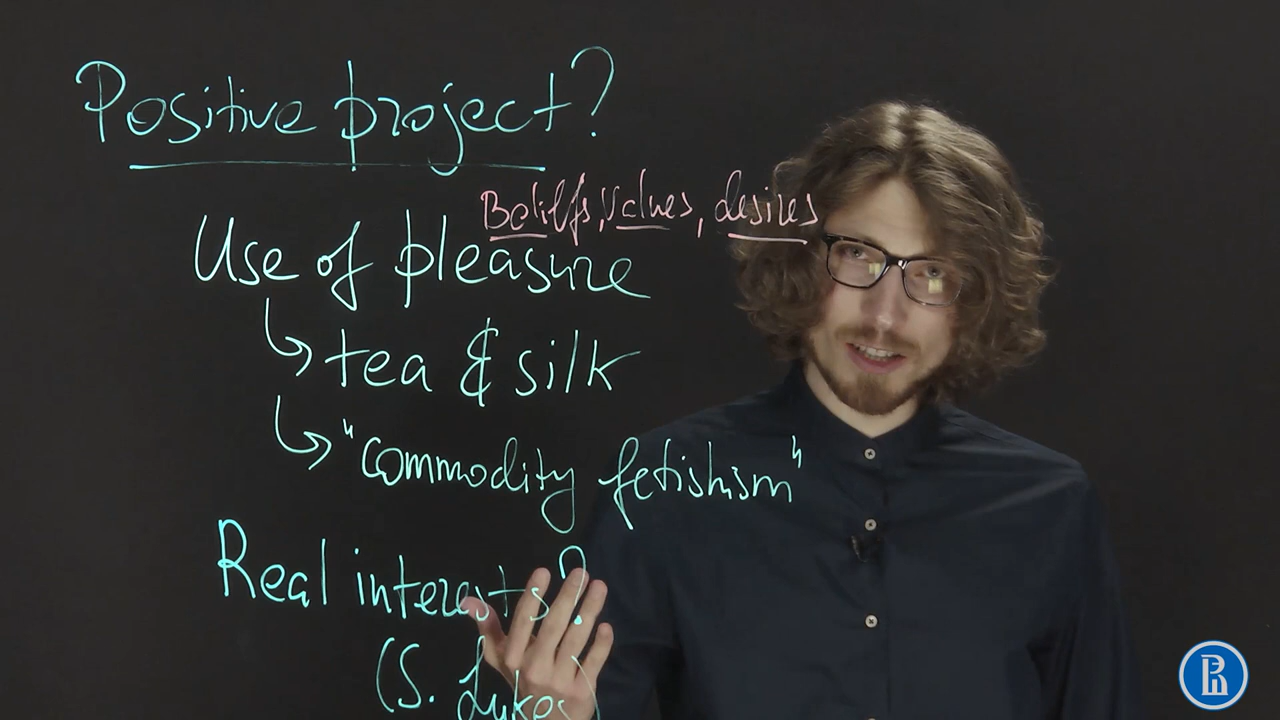 Positive project?
Beliefs, values, desires
Use of pleasure
tea & silk
"commodity fetishism"
Real interests?
(S. Lukes)